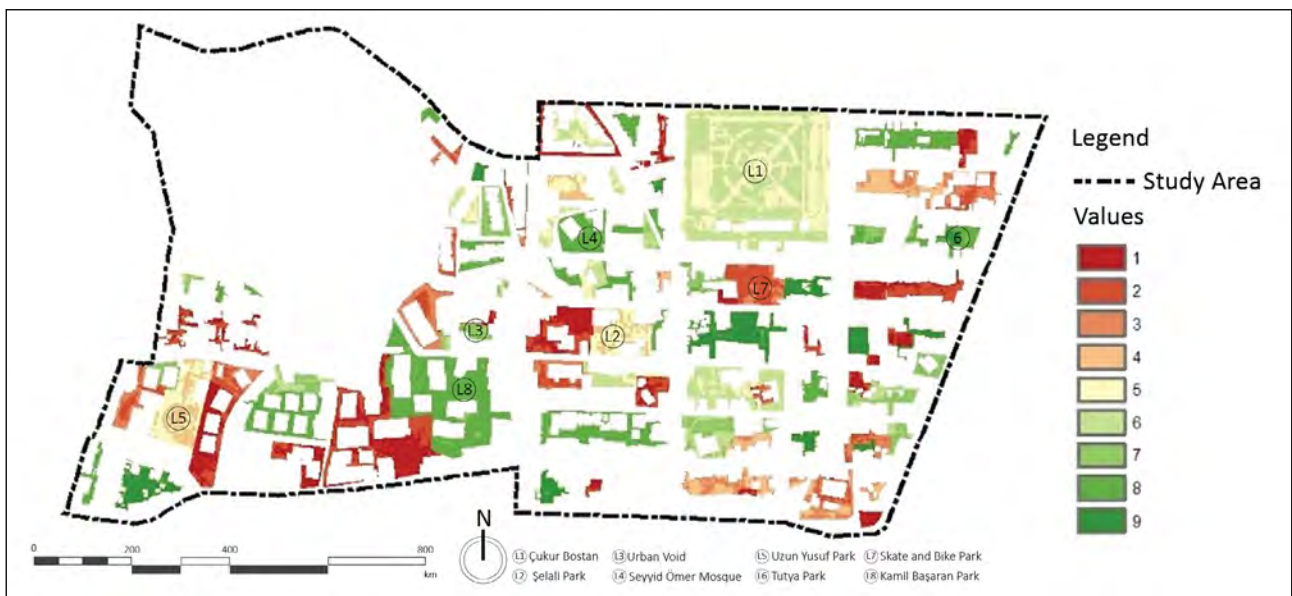 L1
Legend
Study Area
L4
6
Values
1
L7
2
L3
L2
3
4
L8
5
L5
6
7
8
9
N
0 200 400 800
km
L1 Çukur Bostan L3 Urban Void L5 Uzun Yusuf Park L7 Skate and Bike Park
L2 Şelali Park L4 Seyyid Ömer Mosque L6 Tutya Park L8 Kamil Başaran Park